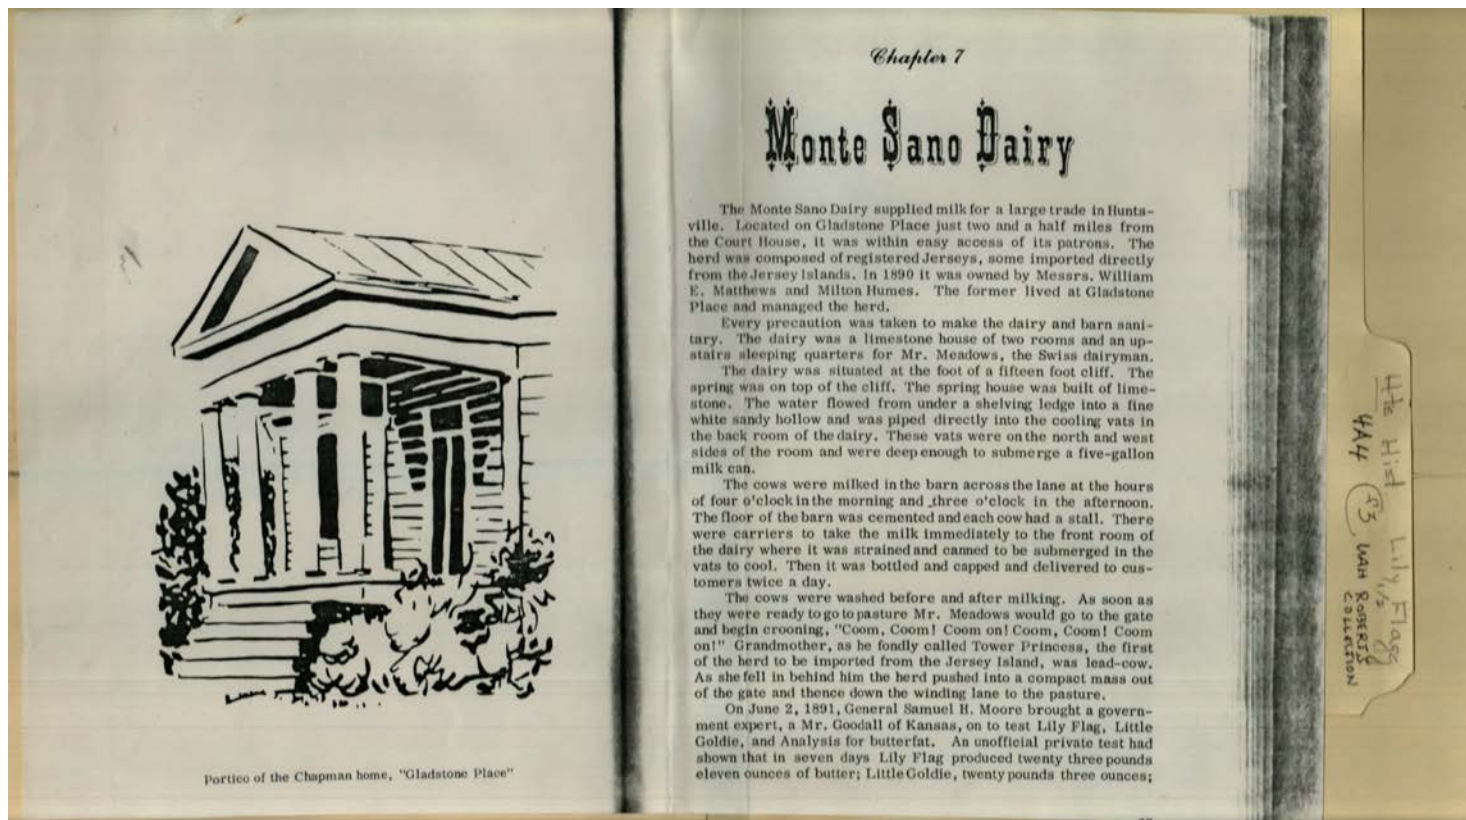 Portico of the Chapman home, "Gladstone Place"
Chapter 7
Monte Sano Dairy
The Monte Sano Dairy supplied milk for a large trade in Hunts-
ville. Located on Gladstone Place just two and a half miles from
the Court House, it was within easy access of its patrons. The
herd was composed of registered Jerseys, some imported directly
from the Jersey Islands. In 1890 it was owned by Messrs. William
E. Matthews and Milton Humes. The former lived at Gladstone
Place and managed the herd.
Every precaution was taken to make the dairy and barn sani-
tary. The dairy was a limestone house of two rooms and an up-
stairs sleeping quarters for Mr. Meadows, the Swiss dairyman.
The dairy was situated at the foot of a fifteen foot cliff. The
spring was on top of the cliff. The spring house was built of lime-
stone. The water flowed from under a shelving ledge into a fine
white sandy hollow and was piped directly into the cooling vats in
the back room of the dairy. These vats were on the north and west
sides of the room and were deep enough to submerge a five-gallon
milk can.
The cows were milked in the barn across the lane at the hours
of four o'clock in the morning and three o'clock in the afternoon.
The floor of the barn was cemented and each cow had a stall. There
were carriers to take the milk immediately to the front room of
the dairy where it was strained and canned to be submerged in the
vats to cool. Then it was bottled and capped and delivered to cus-
tomers twice a day.
The cows were washed before and after milking. As soon as
they were ready to go to pasture Mr. Meadows would go to the gate
and begin crooning, "Coom, Coom! Coom on! Coom, Coom! Coom
on!" Grandmother, as he fondly called Tower Princess, the first
of the herd to be imported from the Jersey Island, was lead-cow.
As she fell in behind him the herd pushed into a compact mass out
of the gate and thence down the winding lane to the pasture.
On June 2, 1891, General Samuel H. Moore brought a govern-
ment expert, a Mr. Goodall of Kansas, on to test Lily Flag, Little
Goldie, and Analysis for butterfat. An unofficial private test had
shown that in seven days Lily Flag produced twenty three pounds
eleven ounces of butter; Little Goldie, twenty pounds three ounces;
Lily Flagg
4A4 F3 UAH ROBERTS
COLLECTION